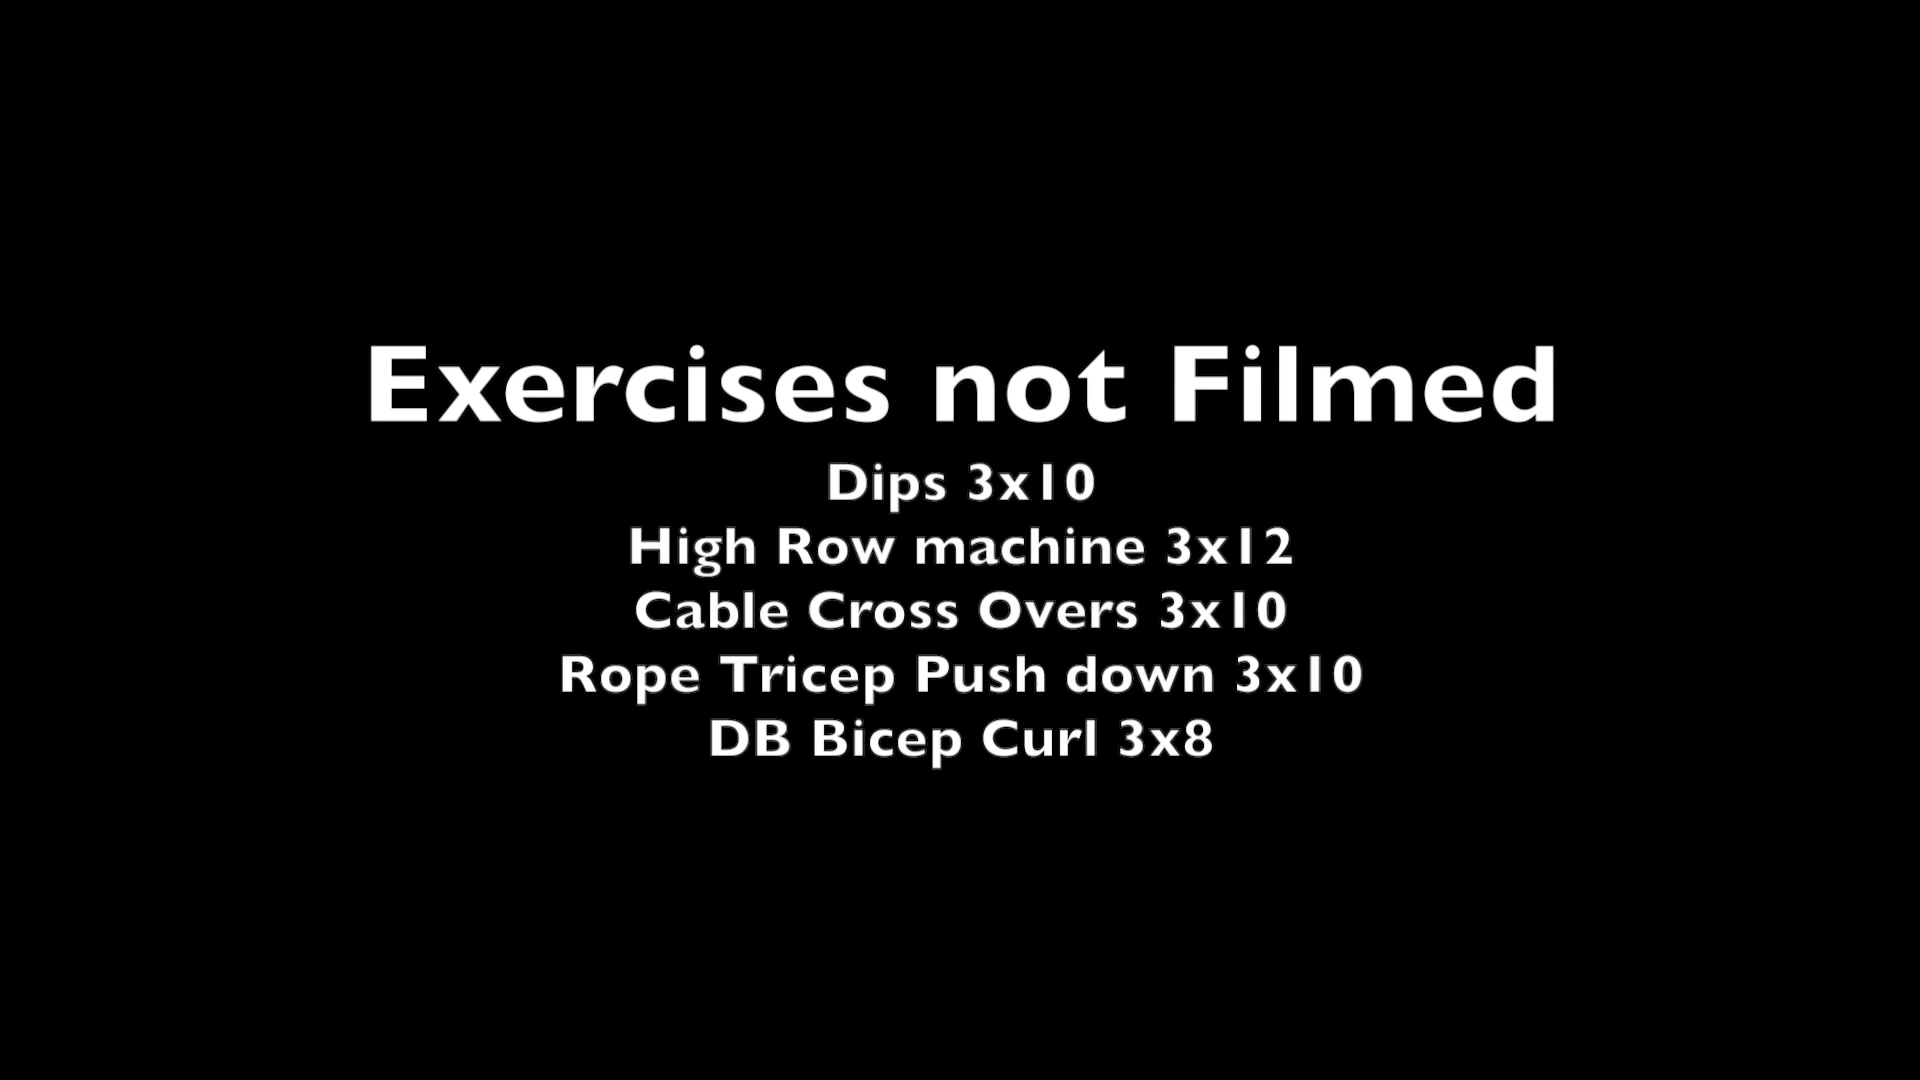 Exercises not Filmed
Dips 3x10
High Row machine 3x12
Cable Cross Overs 3x10
Rope Tricep Push down 3x10
DB Bicep Curl 3x8